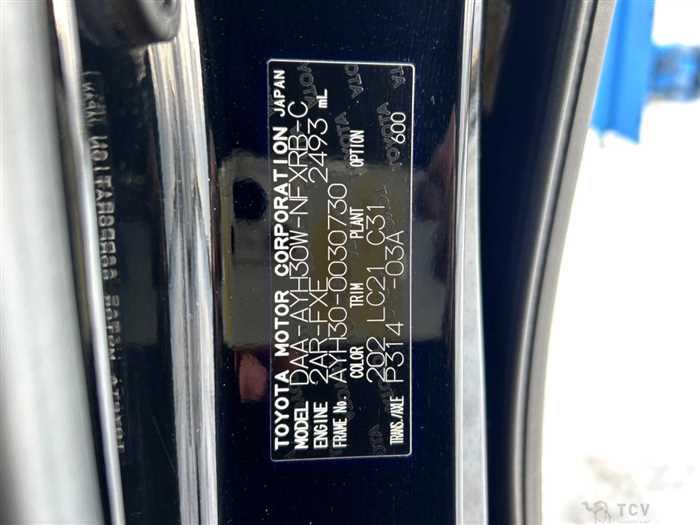 TOYOTA MOTOR CORPORATION JAPAN
MODEL DAA-AYH30W-NFXRB-C
ENGINE 2AR-FXE 2493 mL
FRAME No. AYH30-0030730
COLOR TRIM PLANT OPTION
202 LC21 C31 600
TRANS./AXLE P314 -03A
TCV